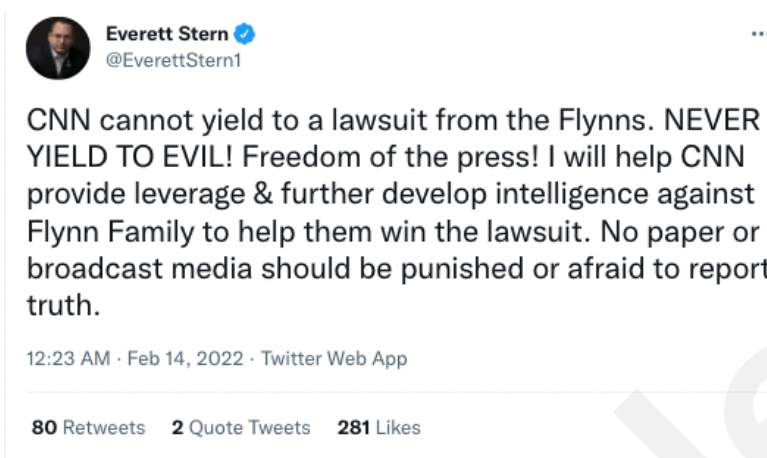 Everett Stern
@EverettStern1
CNN cannot yield to a lawsuit from the Flynns. NEVER
YIELD TO EVIL! Freedom of the press! I will help CNN
provide leverage & further develop intelligence against
Flynn Family to help them win the lawsuit. No paper or
broadcast media should be punished or afraid to report
truth.
12:23 AM · Feb 14, 2022 · Twitter Web App
80 Retweets 2 Quote Tweets 281 Likes